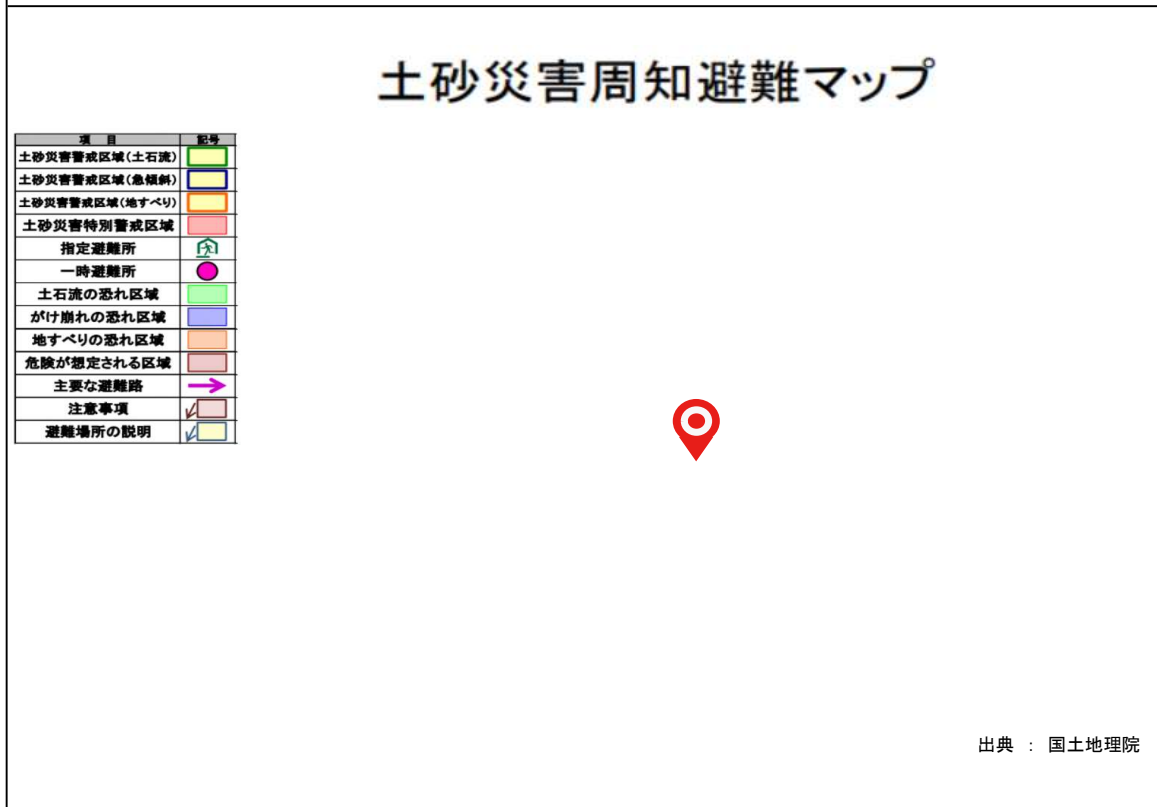 土砂災害周知避難マップ
項 目 記号
土砂災害警戒区域(土石流)
土砂災害警戒区域(急傾斜)
土砂災害警戒区域(地すべり)
土砂災害特別警戒区域
指定避難所
一時避難所
土石流の恐れ区域
がけ崩れの恐れ区域
地すべりの恐れ区域
危険が想定される区域
主要な避難路
注意事項
避難場所の説明
出典 : 国土地理院